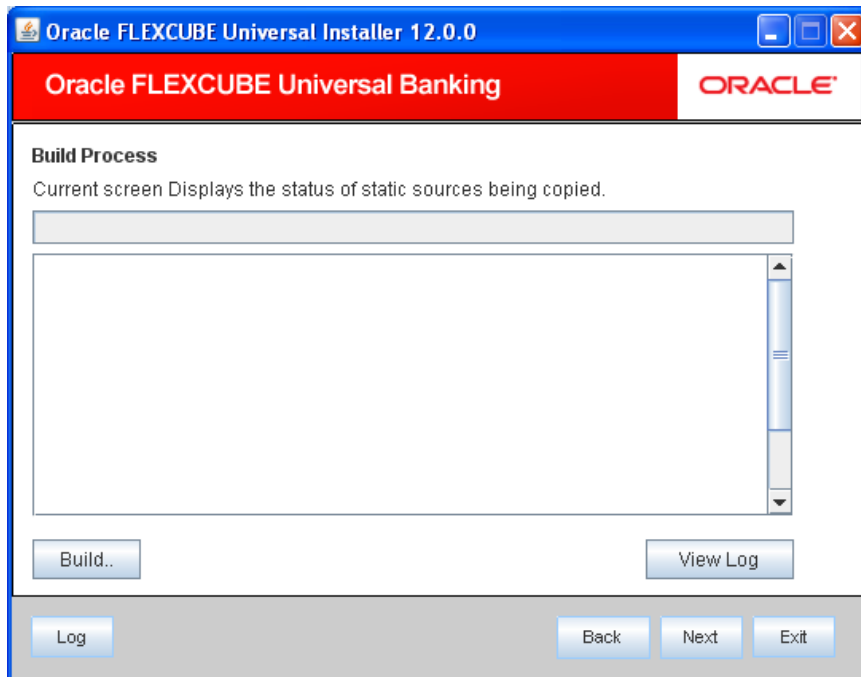 Oracle FLEXCUBE Universal Installer 12.0.0
Oracle FLEXCUBE Universal Banking
ORACLE'
Build Process
Current screen Displays the status of static sources being copied.
Build..
View Log
Log
Back
Next
Exit